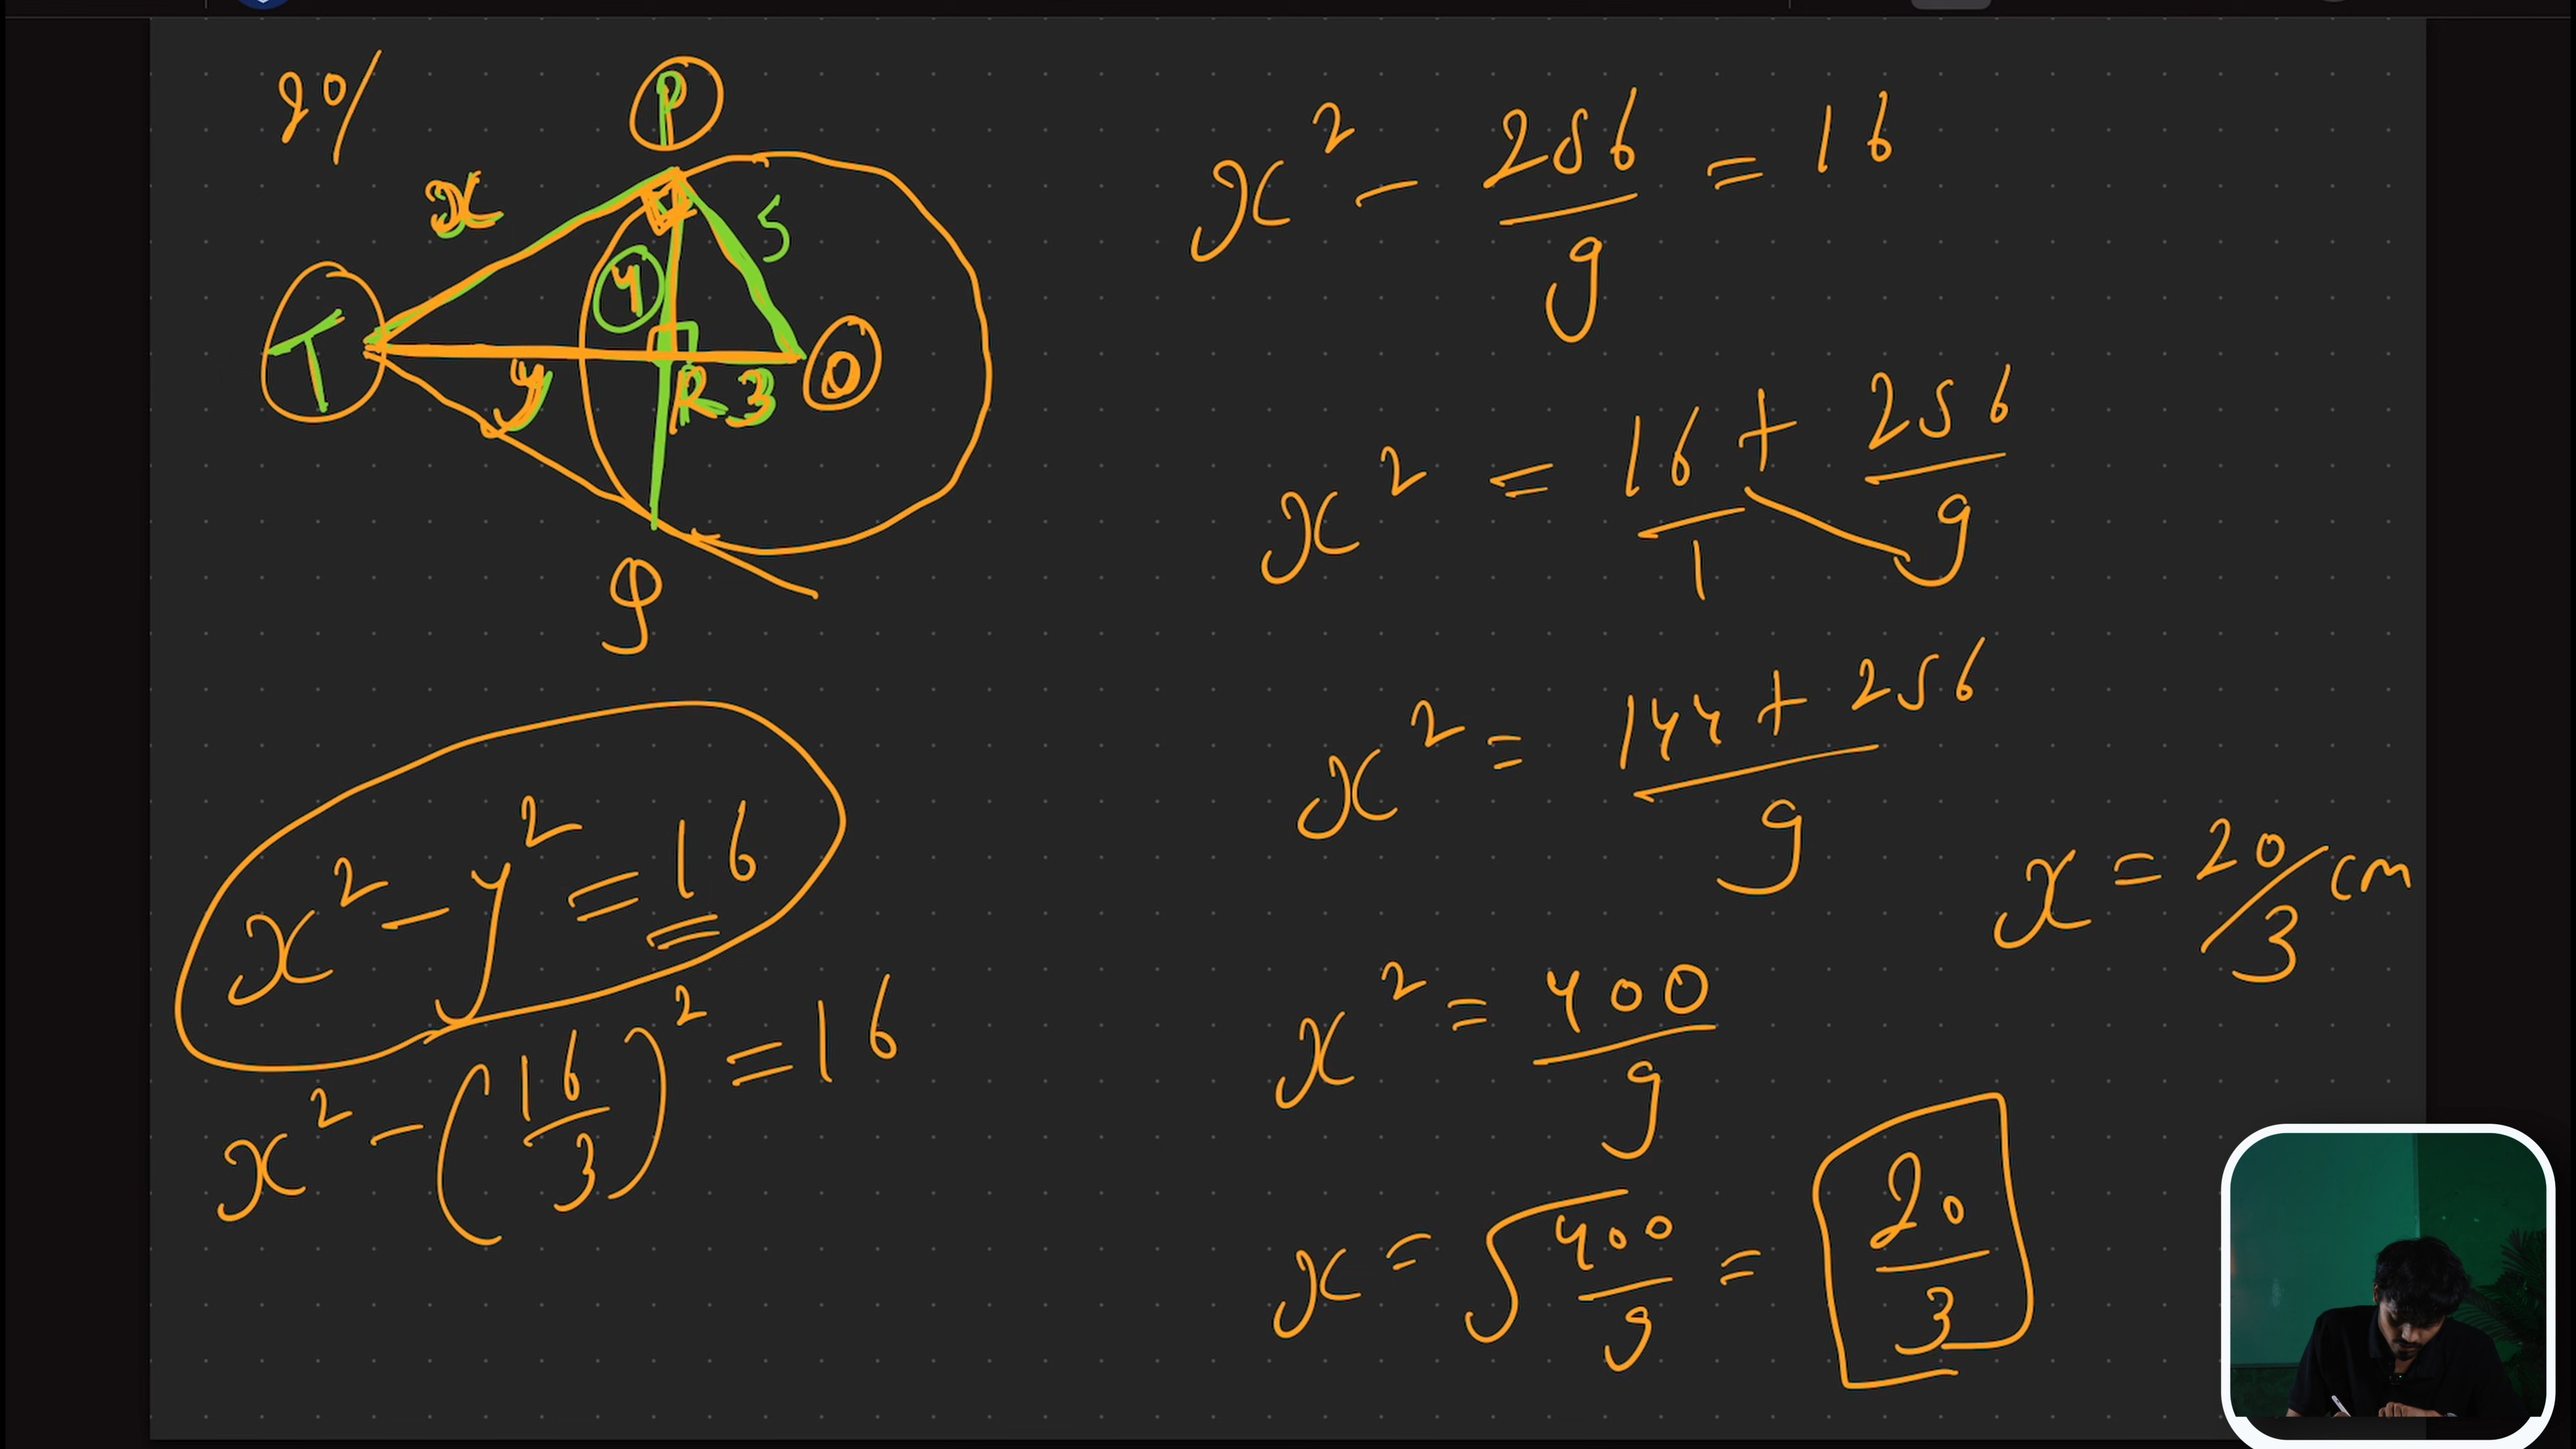 20/
P
x
5
4
T
y
R 3
O
Q
x² - y² = 16
x² - (16/3)² = 16
x² - 256/9 = 16
x² = 16/1 + 256/9
x² = (144 + 256)/9
x² = 400/9
x = √(400/9) = 20/3
x = 20/3 cm